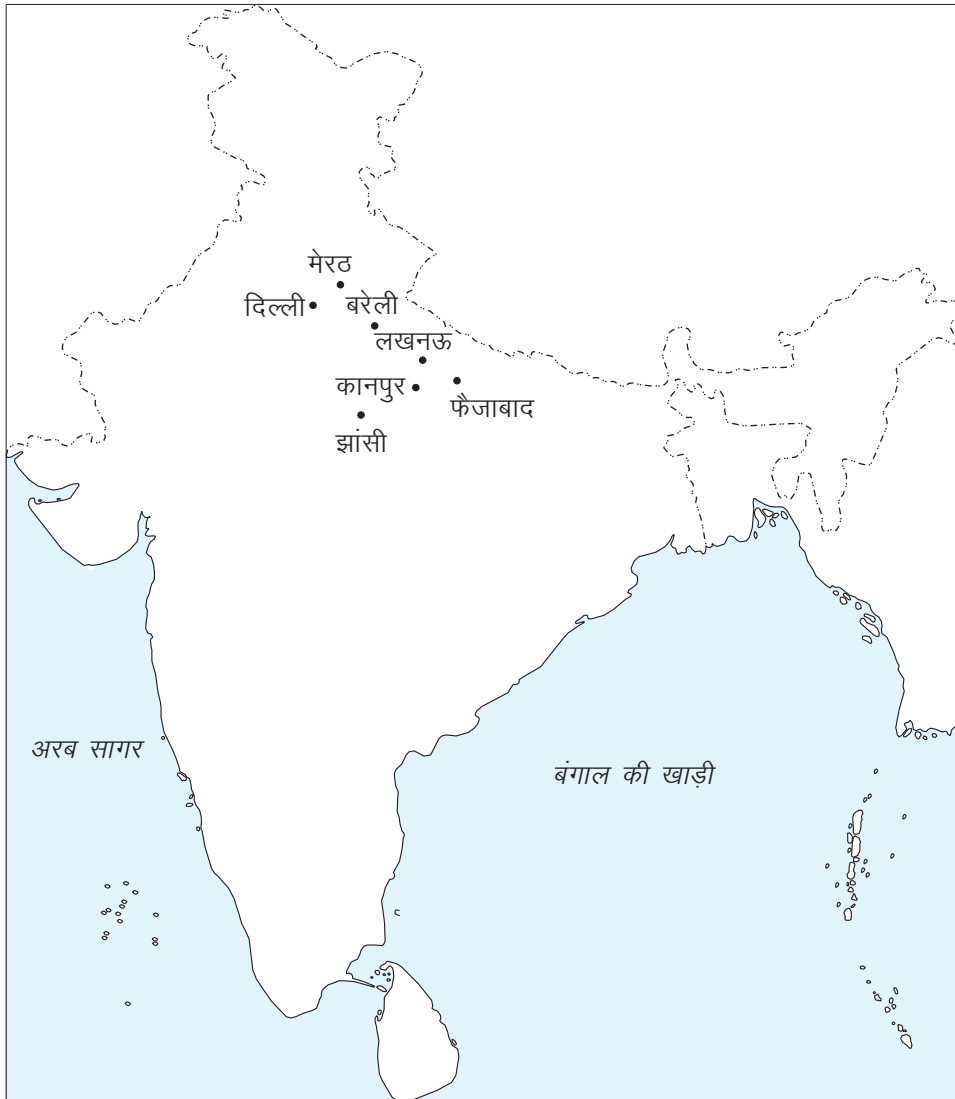 मेरठ
दिल्ली
बरेली
लखनऊ
कानपुर
फैजाबाद
झांसी
अरब सागर
बंगाल की खाड़ी